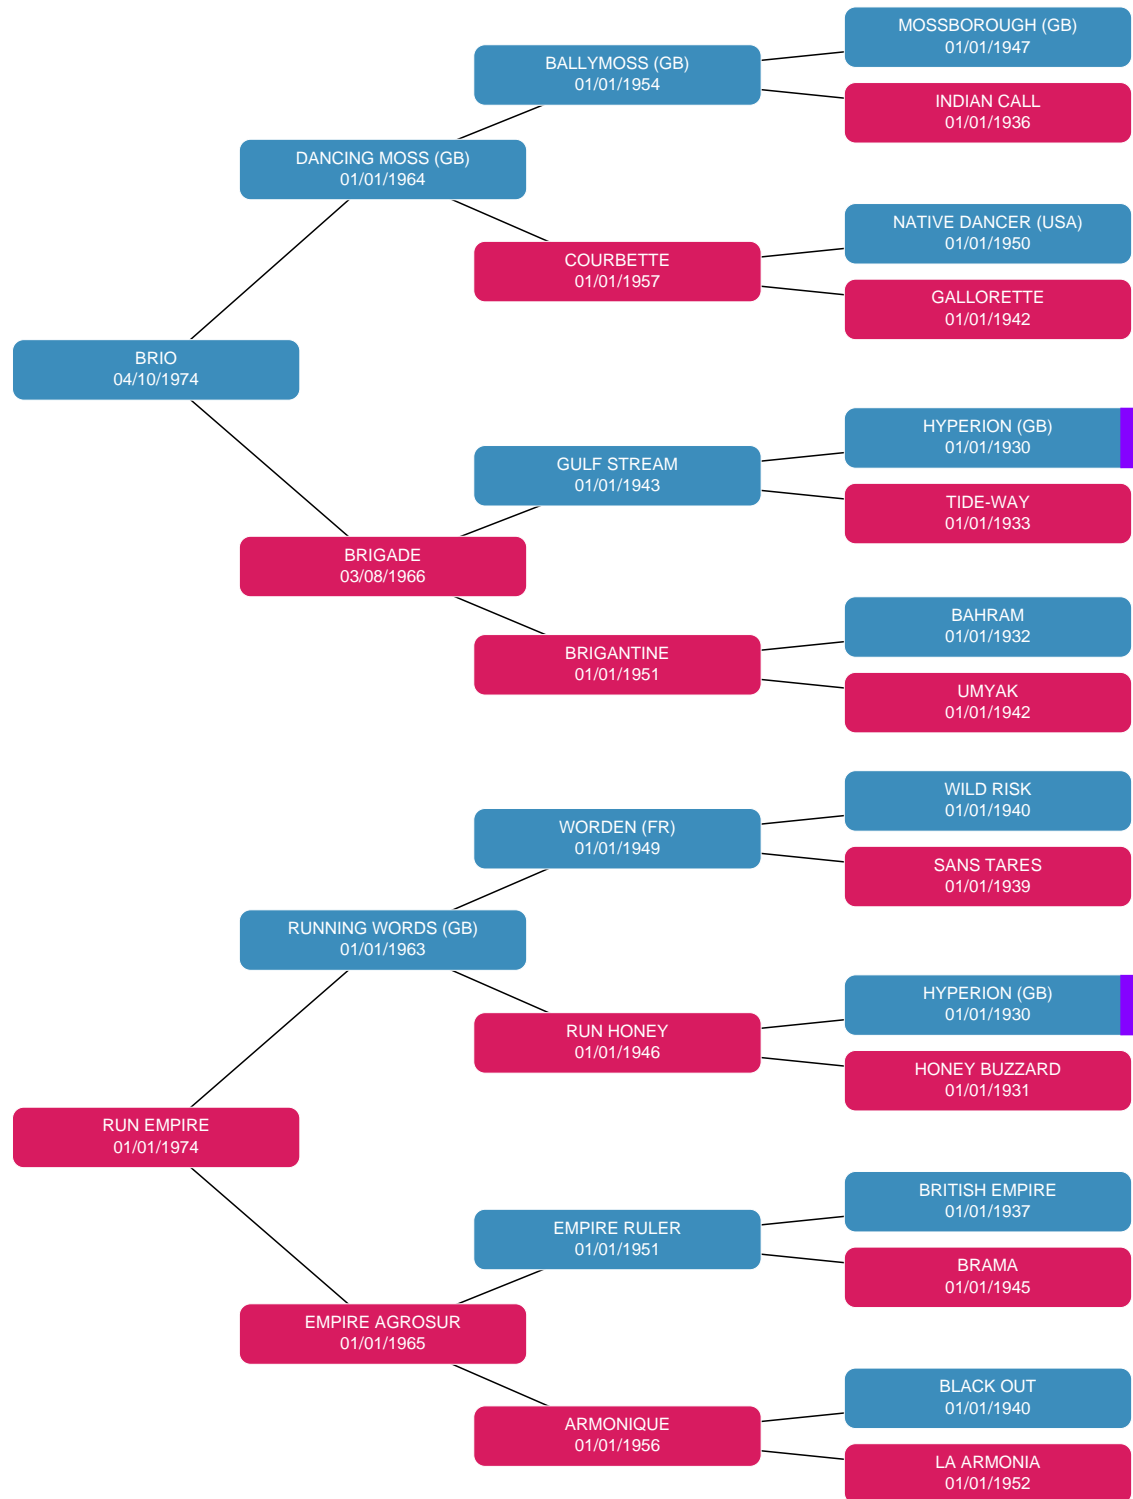 MOSSBOROUGH (GB)
01/01/1947
BALLYMOSS (GB)
01/01/1954
INDIAN CALL
01/01/1936
DANCING MOSS (GB)
01/01/1964
NATIVE DANCER (USA)
01/01/1950
COURBETTE
01/01/1957
GALLORETTE
01/01/1942
BRIO
04/10/1974
HYPERION (GB)
01/01/1930
GULF STREAM
01/01/1943
TIDE-WAY
01/01/1933
BRIGADE
03/08/1966
BAHRAM
01/01/1932
BRIGANTINE
01/01/1951
UMYAK
01/01/1942
WILD RISK
01/01/1940
WORDEN (FR)
01/01/1949
SANS TARES
01/01/1939
RUNNING WORDS (GB)
01/01/1963
HYPERION (GB)
01/01/1930
RUN HONEY
01/01/1946
HONEY BUZZARD
01/01/1931
RUN EMPIRE
01/01/1974
BRITISH EMPIRE
01/01/1937
EMPIRE RULER
01/01/1951
BRAMA
01/01/1945
EMPIRE AGROSUR
01/01/1965
BLACK OUT
01/01/1940
ARMONIQUE
01/01/1956
LA ARMONIA
01/01/1952